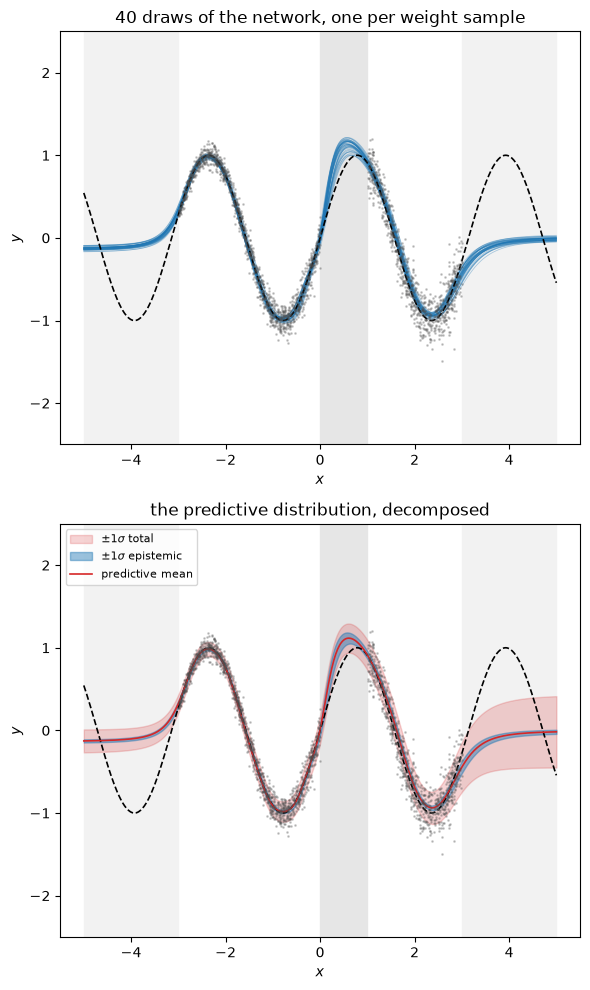 40 draws of the network, one per weight sample
2
1
0
−1
−2
y
−4
−2
0
2
4
x
the predictive distribution, decomposed
±1σ total
±1σ epistemic
predictive mean
2
1
0
−1
−2
y
−4
−2
0
2
4
x